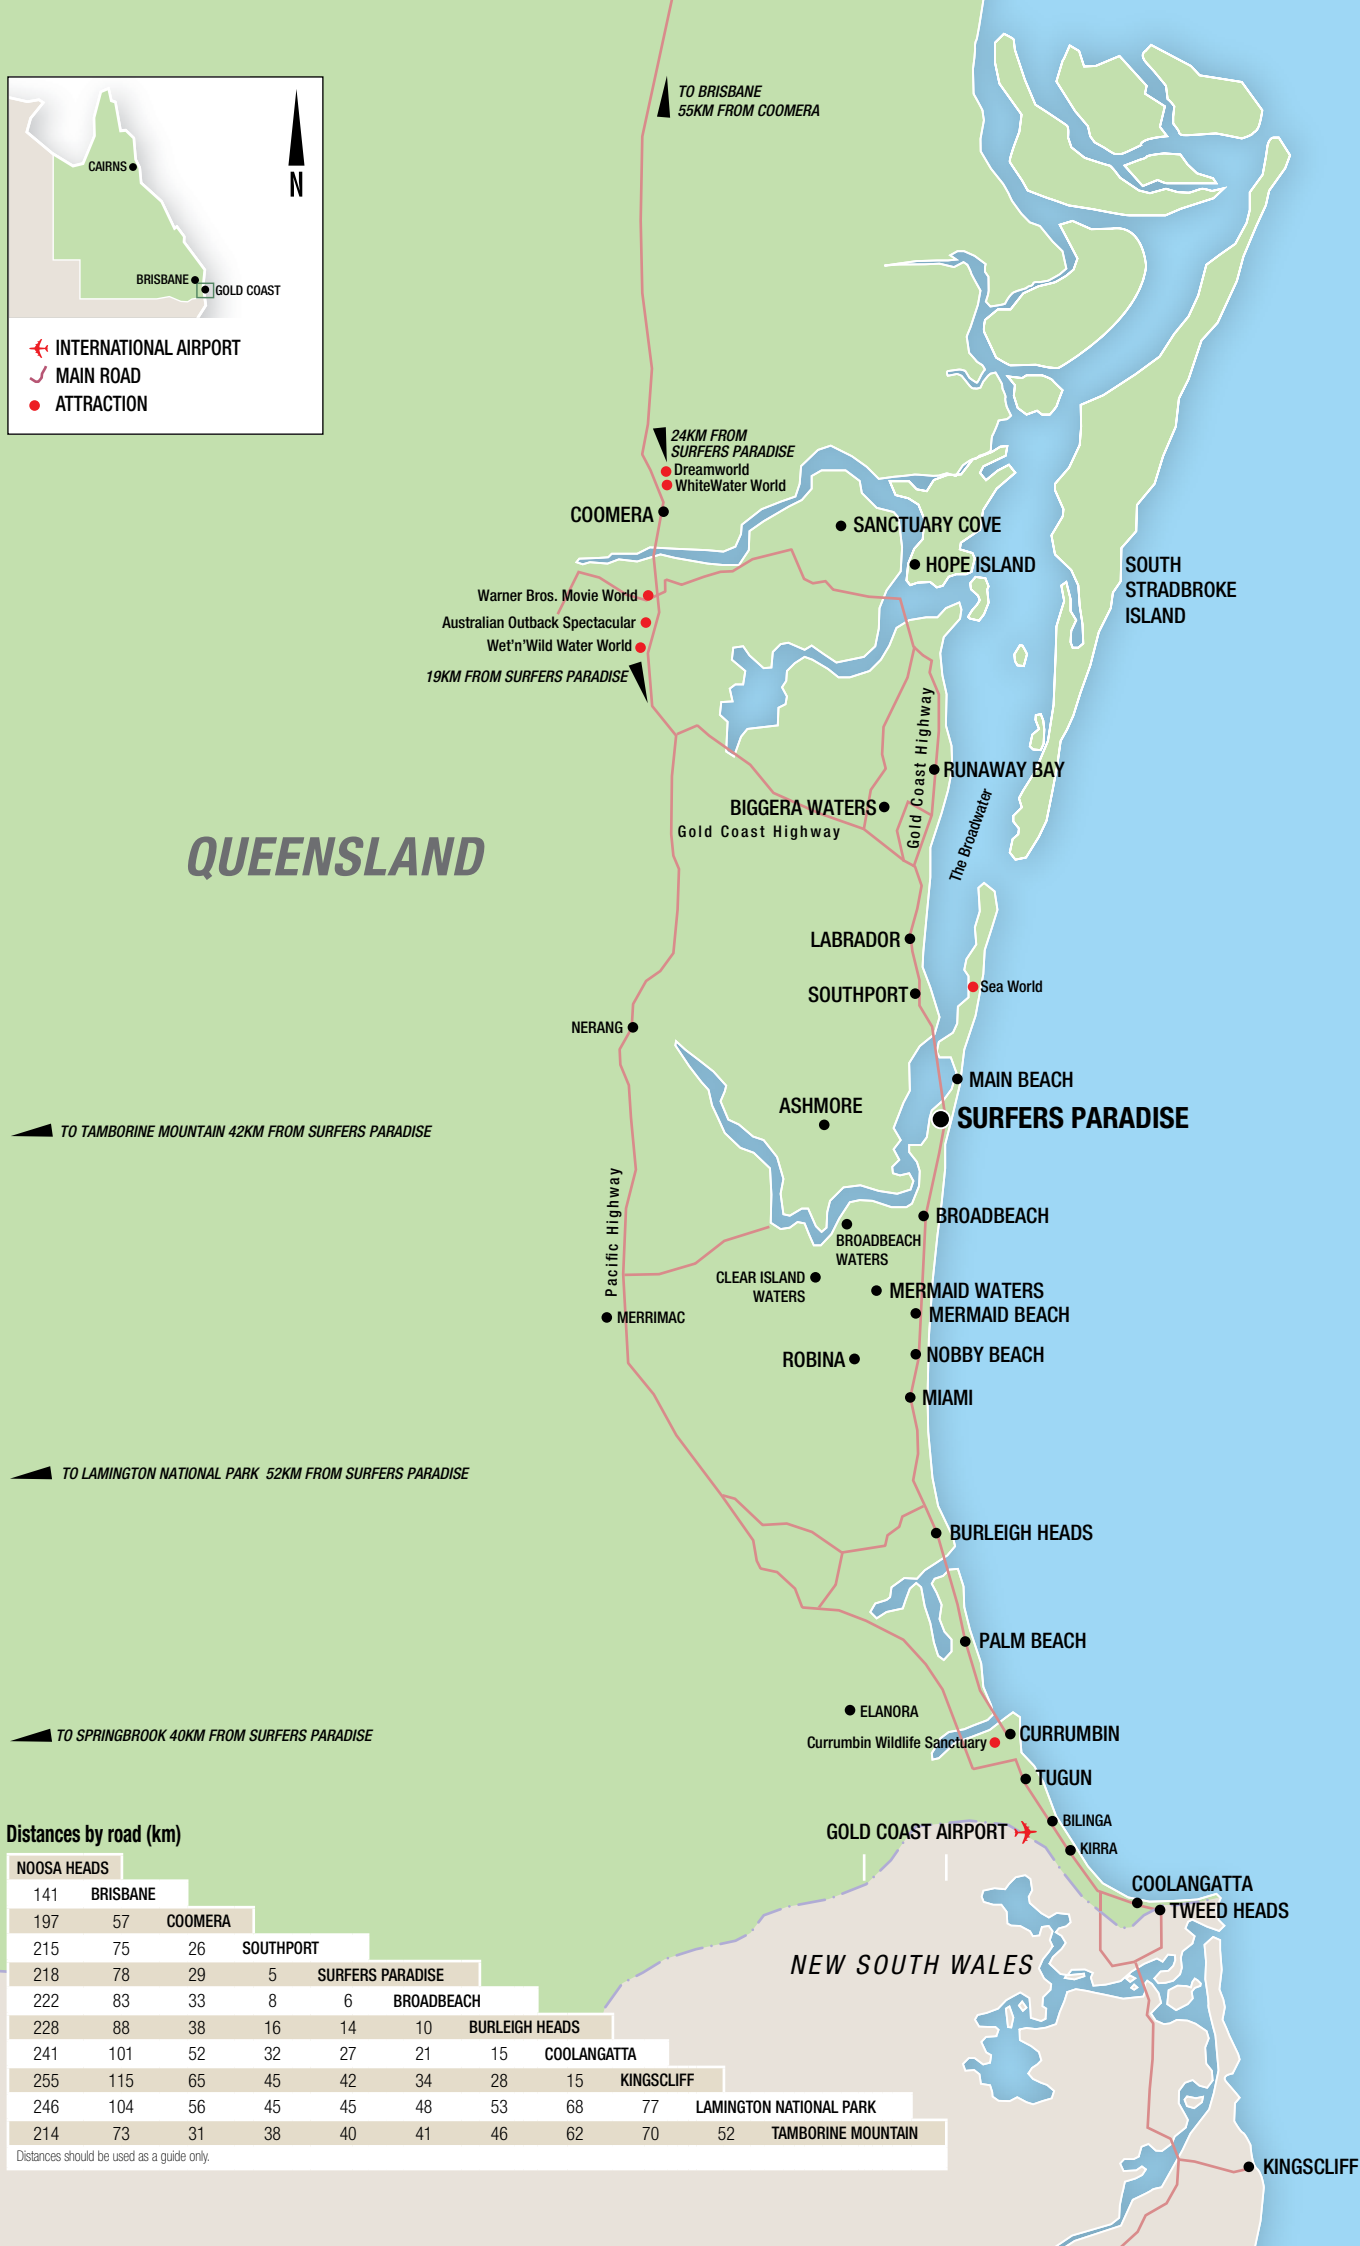 TO BRISBANE
55KM FROM COOMERA
CAIRNS
N
BRISBANE
GOLD COAST
INTERNATIONAL AIRPORT
MAIN ROAD
ATTRACTION
24KM FROM
SURFERS PARADISE
Dreamworld
WhiteWater World
COOMERA
SANCTUARY COVE
HOPE ISLAND
SOUTH
STRADBROKE
ISLAND
Warner Bros. Movie World
Australian Outback Spectacular
Wet'n'Wild Water World
19KM FROM SURFERS PARADISE
Gold Coast Highway
RUNAWAY BAY
BIGGERA WATERS
Gold Coast Highway
The Broadwater
QUEENSLAND
LABRADOR
SOUTHPORT
Sea World
NERANG
MAIN BEACH
ASHMORE
SURFERS PARADISE
TO TAMBORINE MOUNTAIN 42KM FROM SURFERS PARADISE
Pacific Highway
BROADBEACH
BROADBEACH
WATERS
CLEAR ISLAND
WATERS
MERMAID WATERS
MERMAID BEACH
MERRIMAC
NOBBY BEACH
ROBINA
MIAMI
TO LAMINGTON NATIONAL PARK 52KM FROM SURFERS PARADISE
BURLEIGH HEADS
PALM BEACH
ELANORA
TO SPRINGBROOK 40KM FROM SURFERS PARADISE
CURRUMBIN
Currumbin Wildlife Sanctuary
TUGUN
BILINGA
GOLD COAST AIRPORT
KIRRA
COOLANGATTA
TWEED HEADS
NEW SOUTH WALES
KINGSCLIFF
Distances by road (km)
NOOSA HEADS
141 BRISBANE
197 57 COOMERA
215 75 26 SOUTHPORT
218 78 29 5 SURFERS PARADISE
222 83 33 8 6 BROADBEACH
228 88 38 16 14 10 BURLEIGH HEADS
241 101 52 32 27 21 15 COOLANGATTA
255 115 65 45 42 34 28 15 KINGSCLIFF
246 104 56 45 45 48 53 68 77 LAMINGTON NATIONAL PARK
214 73 31 38 40 41 46 62 70 52 TAMBORINE MOUNTAIN
Distances should be used as a guide only.